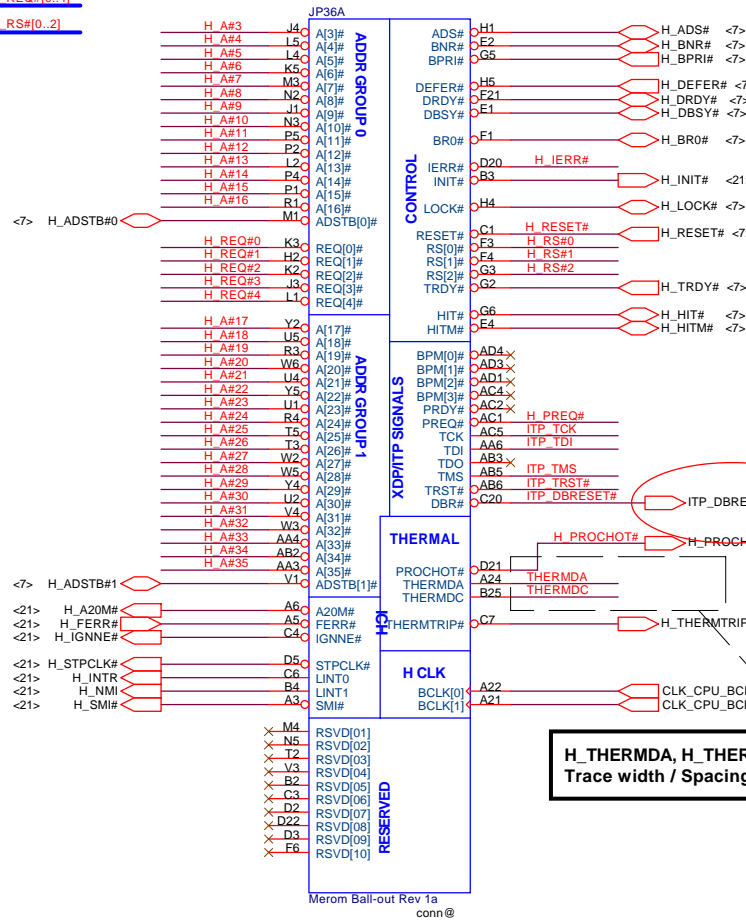 _REQ#[0..4]
_RS#[0..2]
JP36A
H_A#3 J4 A[3]# ADS# H1 H_ADS# <7>
H_A#4 L5 A[4]# BNR# E2 H_BNR# <7>
H_A#5 L4 A[5]# BPRI# G5 H_BPRI# <7>
H_A#6 K5 A[6]#
H_A#7 M3 A[7]# DEFER# H5 H_DEFER# <7
H_A#8 N2 A[8]# DRDY# F21 H_DRDY# <7>
H_A#9 J1 A[9]# DBSY# E1 H_DBSY# <7>
H_A#10 N3 A[10]#
H_A#11 P5 A[11]# BR0# F1 H_BR0# <7>
H_A#12 P2 A[12]#
H_A#13 L2 A[13]# IERR# D20 H_IERR#
H_A#14 P4 A[14]# INIT# B3 H_INIT# <21
H_A#15 P1 A[15]#
H_A#16 R1 A[16]# LOCK# H4 H_LOCK# <7>
<7> H_ADSTB#0 M1 ADSTB[0]#
ADDR GROUP 0
CONTROL
RESET# C1 H_RESET# H_RESET# <7
H_REQ#0 K3 REQ[0]# RS[0]# F3 H_RS#0
H_REQ#1 H2 REQ[1]# RS[1]# F4 H_RS#1
H_REQ#2 K2 REQ[2]# RS[2]# G3 H_RS#2
H_REQ#3 J3 REQ[3]# TRDY# G2 H_TRDY# <7>
H_REQ#4 L1 REQ[4]#
HIT# G6 H_HIT# <7>
H_A#17 Y2 A[17]# HITM# E4 H_HITM# <7>
H_A#18 U5 A[18]#
H_A#19 R3 A[19]# BPM[0]# AD4
H_A#20 W6 A[20]# BPM[1]# AD3
H_A#21 U4 A[21]# BPM[2]# AD1
H_A#22 Y5 A[22]# BPM[3]# AC4
H_A#23 U1 A[23]# PRDY# AC2
H_A#24 R4 A[24]# PREQ# AC1 H_PREQ#
H_A#25 T5 A[25]# TCK AC5 ITP_TCK
H_A#26 T3 A[26]# TDI AA6 ITP_TDI
H_A#27 W2 A[27]# TDO AB3
H_A#28 W5 A[28]# TMS AB5 ITP_TMS
H_A#29 Y4 A[29]# TRST# AB6 ITP_TRST#
H_A#30 U2 A[30]# DBR# C20 ITP_DBRESET# ITP_DBRE
H_A#31 V4 A[31]#
H_A#32 W3 A[32]#
H_A#33 AA4 A[33]#
H_A#34 AB2 A[34]#
H_A#35 AA3 A[35]#
<7> H_ADSTB#1 V1 ADSTB[1]#
ADDR GROUP 1
XDP/ITP SIGNALS
THERMAL
H_PROCHOT# H_PROCH
PROCHOT# D21
THERMDA A24 THERMDA
THERMDC B25 THERMDC
<21> H_A20M# A6 A20M#
<21> H_FERR# A5 FERR# THERMTRIP# C7 H_THERMTRIP
<21> H_IGNNE# C4 IGNNE#
ICH
<21> H_STPCLK# D5 STPCLK#
<21> H_INTR C6 LINT0
<21> H_NMI B4 LINT1
<21> H_SMI# A3 SMI#
H CLK
BCLK[0] A22 CLK_CPU_BCL
BCLK[1] A21 CLK_CPU_BCL
M4 RSVD[01]
N5 RSVD[02]
T2 RSVD[03]
V3 RSVD[04]
B2 RSVD[05]
C3 RSVD[06]
D2 RSVD[07]
D22 RSVD[08]
D3 RSVD[09]
F6 RSVD[10]
RESERVED
H_THERMDA, H_THER
Trace width / Spacing
Merom Ball-out Rev 1a
conn@